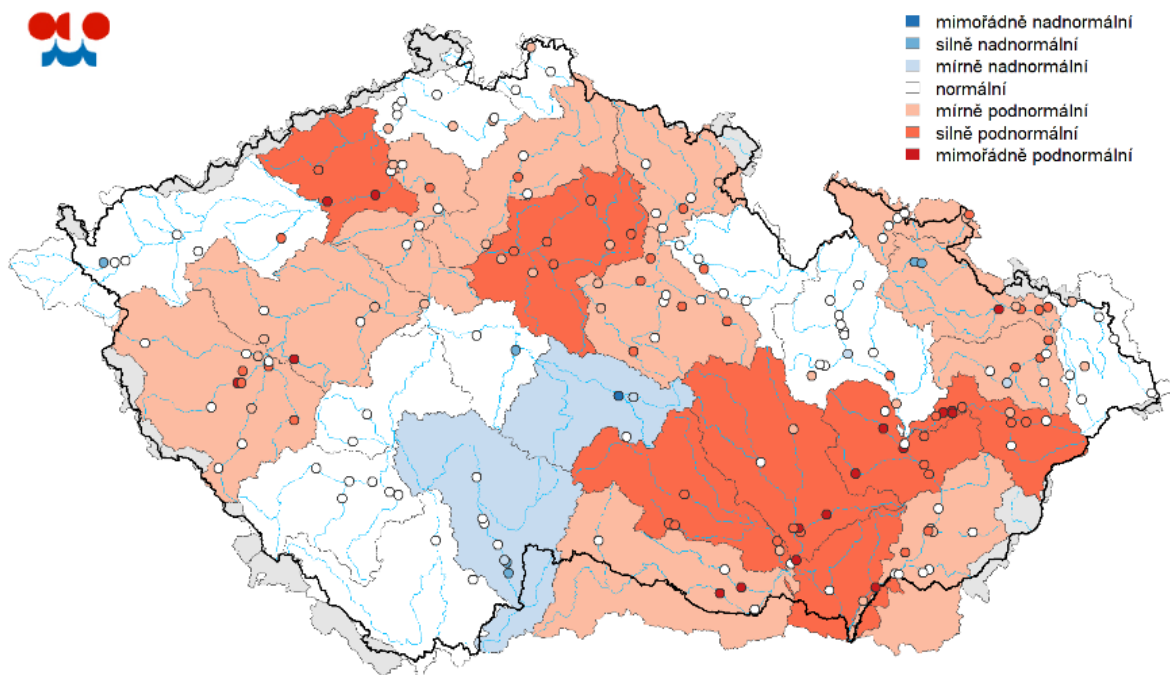 mimořádně nadnormální
silně nadnormální
mírně nadnormální
normální
mírně podnormální
silně podnormální
mimořádně podnormální